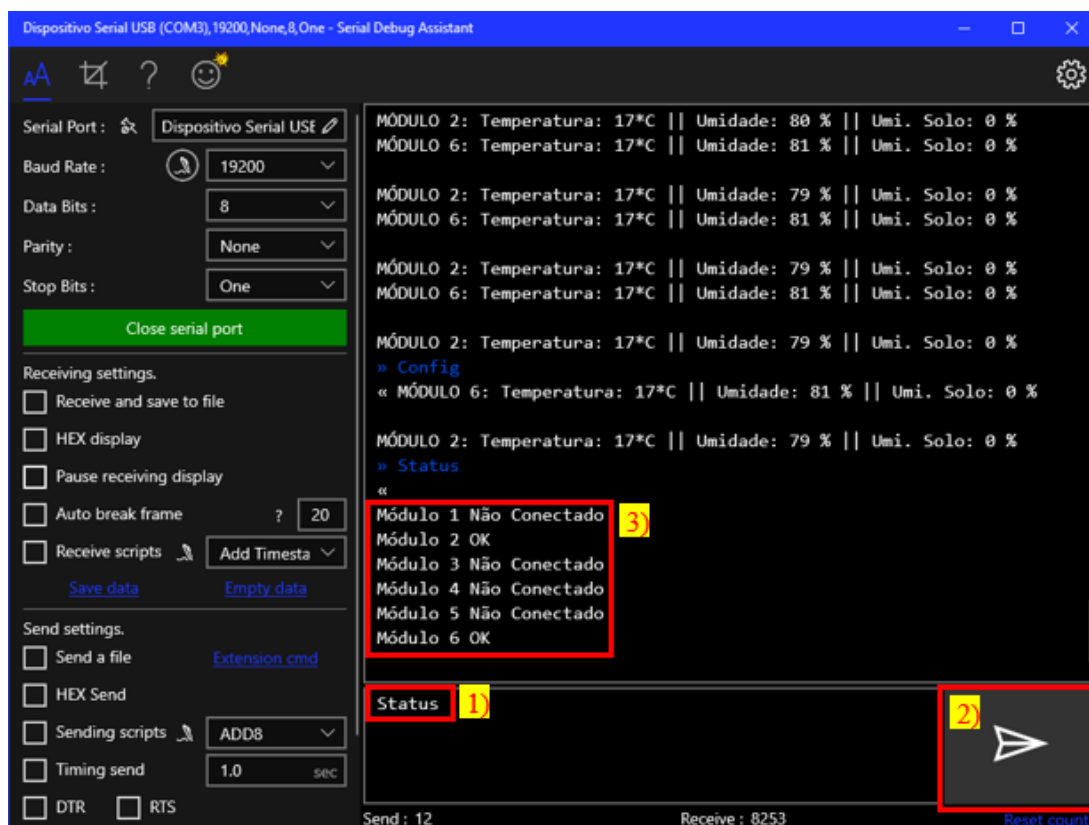 Dispositivo Serial USB (COM3),19200,None,8,One - Serial Debug Assistant
AA
?
Serial Port :
Dispositivo Serial USE
Baud Rate :
19200
Data Bits :
8
Parity :
None
Stop Bits :
One
Close serial port
Receiving settings.
Receive and save to file
HEX display
Pause receiving display
Auto break frame ? 20
Receive scripts Add Timesta
Save data Empty data
Send settings.
Send a file Extension cmd
HEX Send
Sending scripts ADD8
Timing send 1.0 sec
DTR RTS
MÓDULO 2: Temperatura: 17*C || Umidade: 80 % || Umi. Solo: 0 %
MÓDULO 6: Temperatura: 17*C || Umidade: 81 % || Umi. Solo: 0 %
MÓDULO 2: Temperatura: 17*C || Umidade: 79 % || Umi. Solo: 0 %
MÓDULO 6: Temperatura: 17*C || Umidade: 81 % || Umi. Solo: 0 %
MÓDULO 2: Temperatura: 17*C || Umidade: 79 % || Umi. Solo: 0 %
MÓDULO 6: Temperatura: 17*C || Umidade: 81 % || Umi. Solo: 0 %
MÓDULO 2: Temperatura: 17*C || Umidade: 79 % || Umi. Solo: 0 %
» Config
« MÓDULO 6: Temperatura: 17*C || Umidade: 81 % || Umi. Solo: 0 %
MÓDULO 2: Temperatura: 17*C || Umidade: 79 % || Umi. Solo: 0 %
» Status
«
Módulo 1 Não Conectado 3)
Módulo 2 OK
Módulo 3 Não Conectado
Módulo 4 Não Conectado
Módulo 5 Não Conectado
Módulo 6 OK
Status 1)
2)
Send : 12 Receive : 8253 Reset count